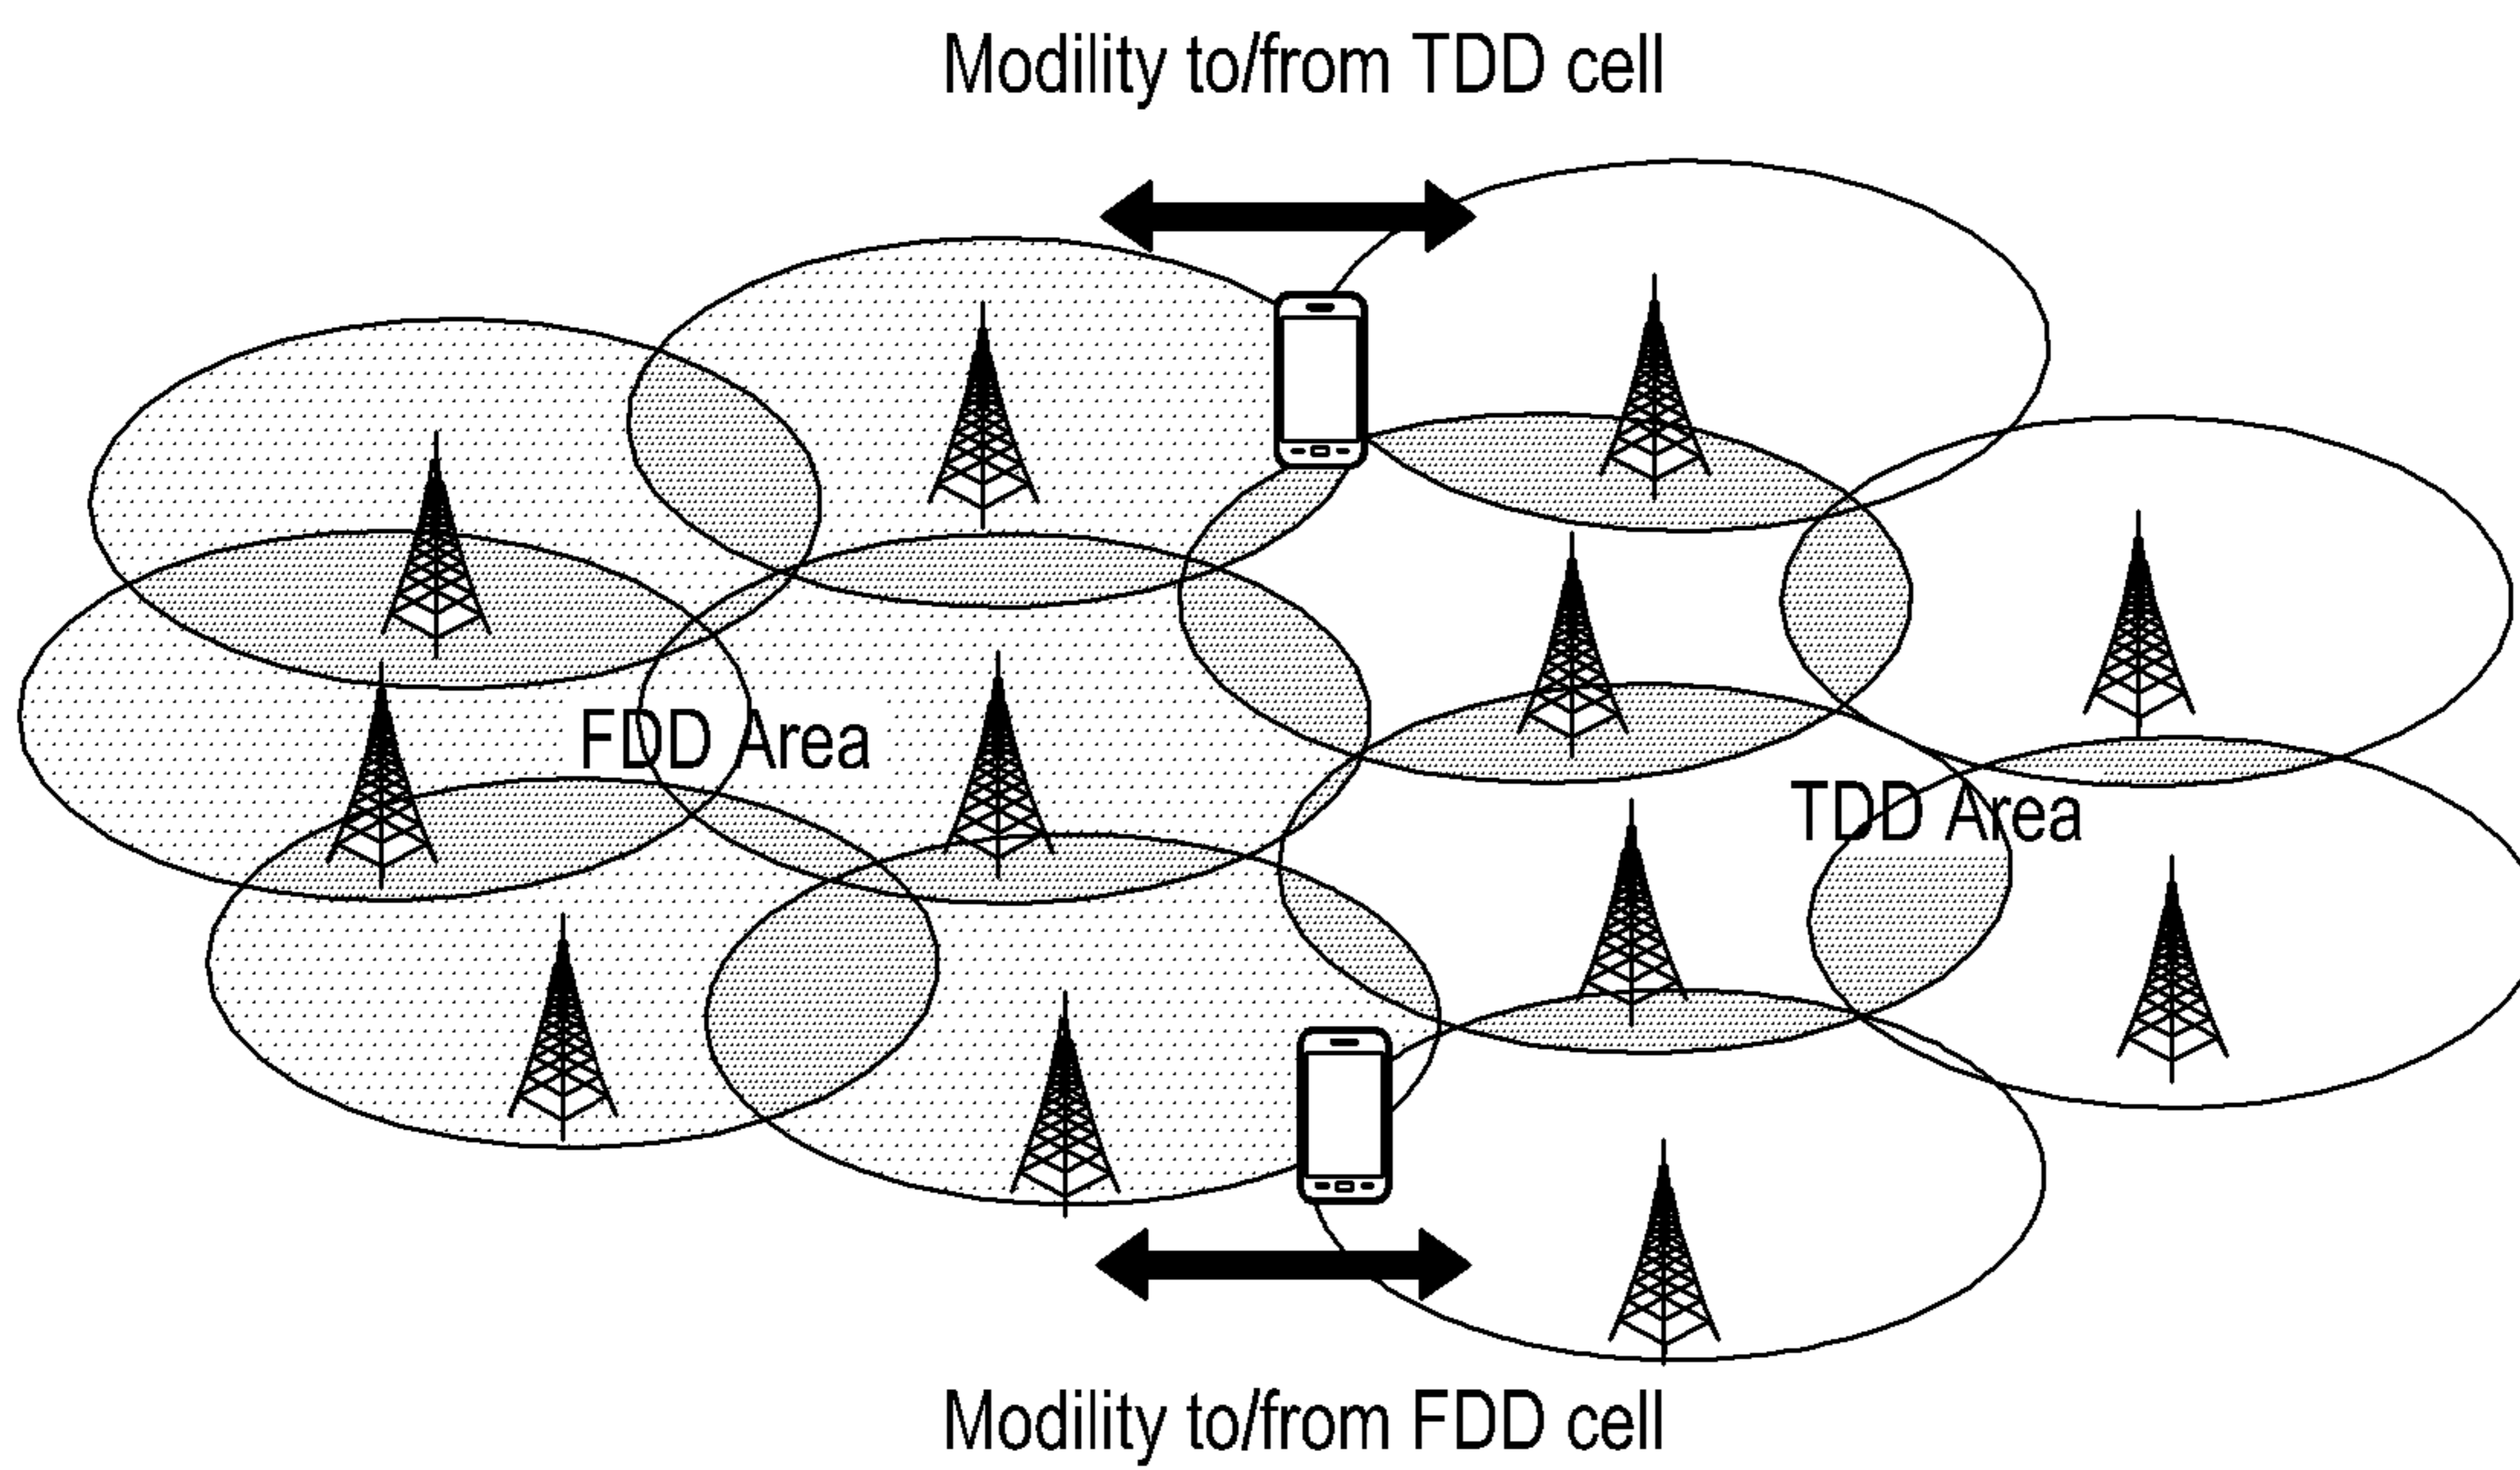 Modility to/from TDD cell
FDD Area
TDD Area
Modility to/from FDD cell